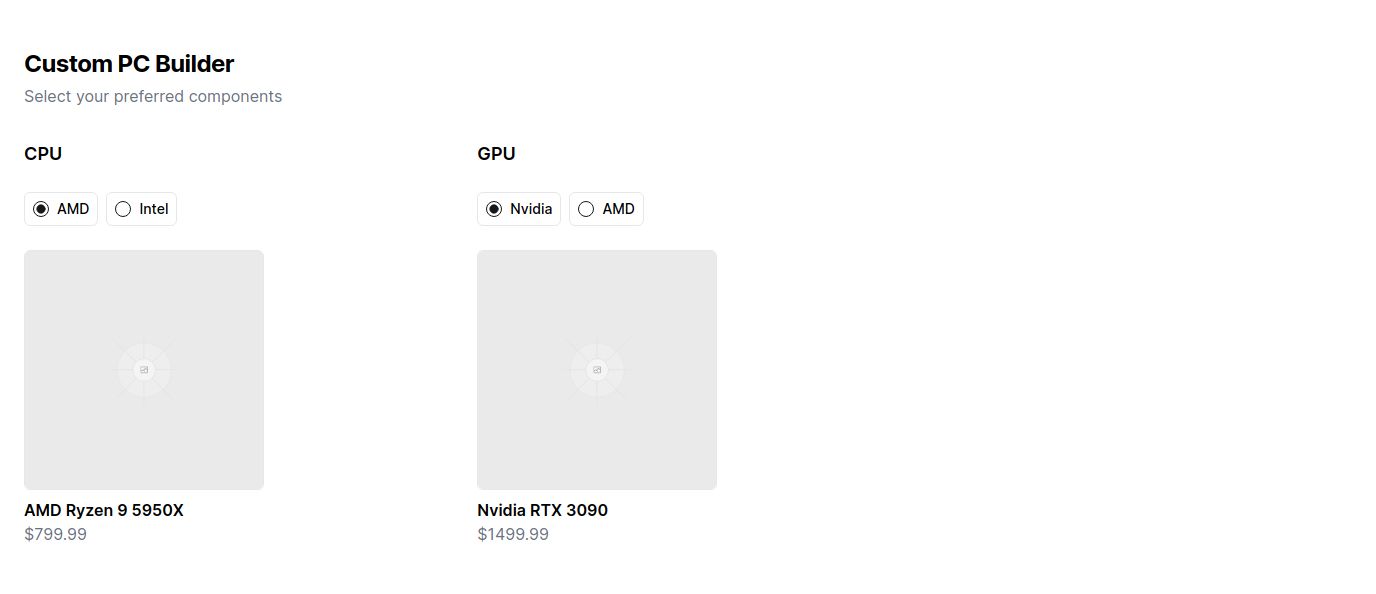 Custom PC Builder
Select your preferred components
CPU
AMD Intel
AMD Ryzen 9 5950X
$799.99
GPU
Nvidia AMD
Nvidia RTX 3090
$1499.99